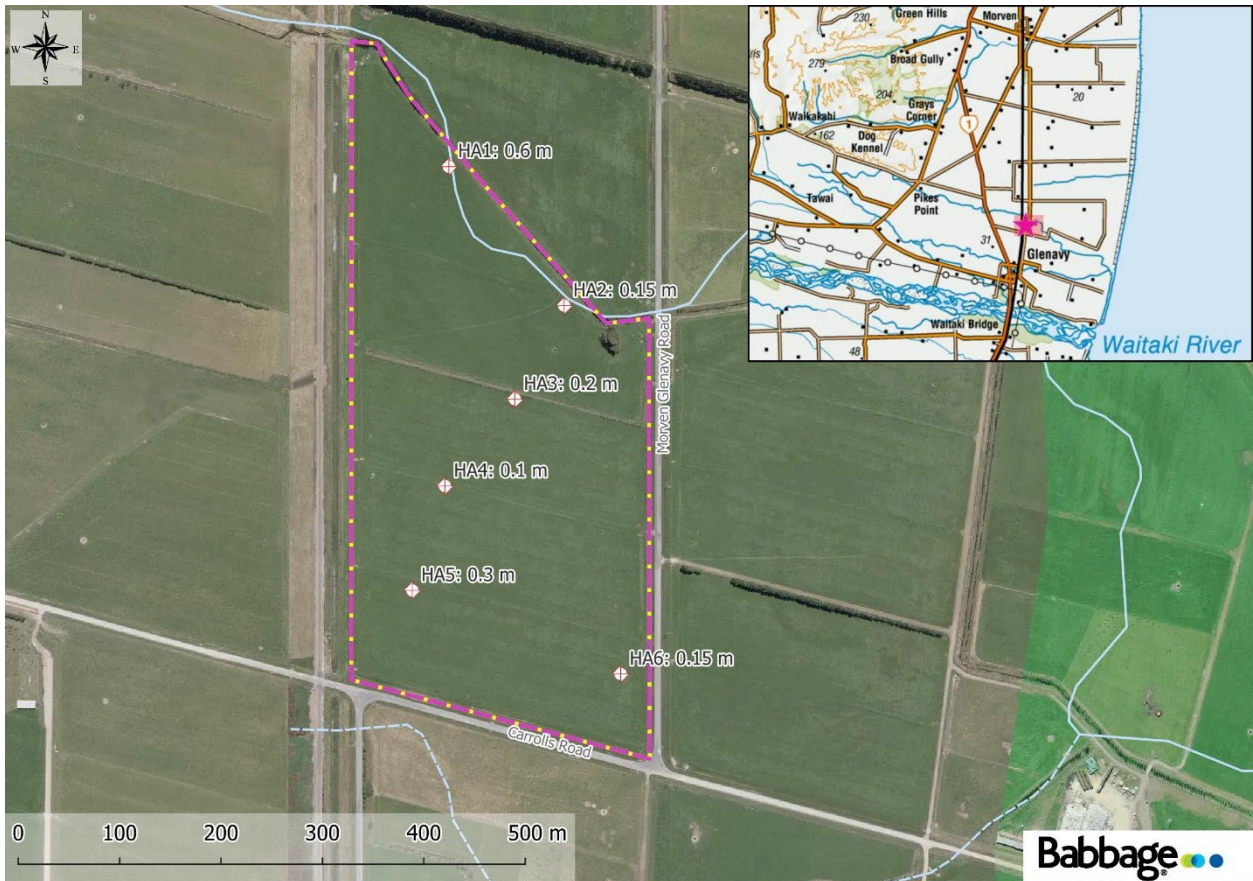 N
W E
S
HA1: 0.6 m
HA2: 0.15 m
HA3: 0.2 m
HA4: 0.1 m
HA5: 0.3 m
HA6: 0.15 m
Morven Glenavy Road
Carrolls Road
0 100 200 300 400 500 m
230
Green Hills
Morven
Broad Gully
279
204
20
Grays
Corner
1
Waikakahi
162
Dog
Kennel
Tawai
Pikes
Point
31
Glenavy
Waitaki Bridge
48
Waitaki River
Babbage®